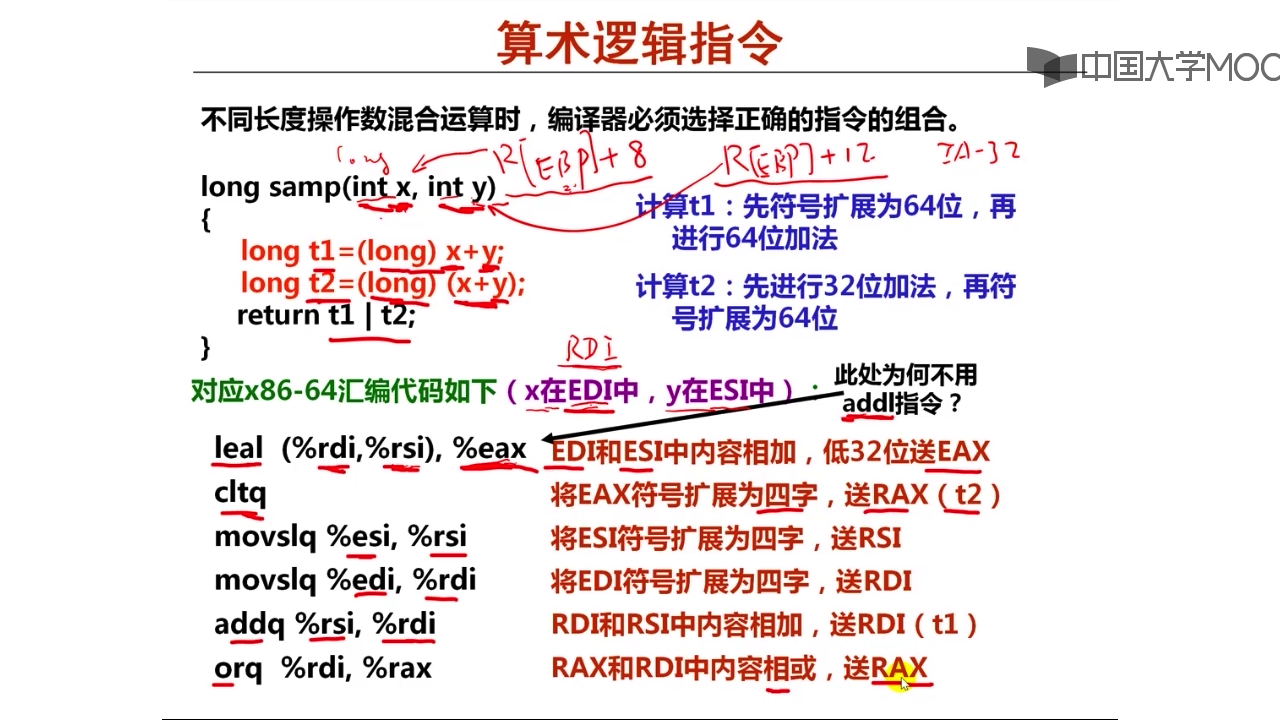 算术逻辑指令
中国大学MOO
不同长度操作数混合运算时，编译器必须选择正确的指令的组合。
long R[EBP]+8 R[EBP]+12 IA-32
long samp(int x, int y)
{
long t1=(long) x+y;
long t2=(long) (x+y);
return t1 | t2;
}
计算t1：先符号扩展为64位，再
进行64位加法
计算t2：先进行32位加法，再符
号扩展为64位
RDI
对应x86-64汇编代码如下（x在EDI中，y在ESI中）：
此处为何不用
addl指令？
leal (%rdi,%rsi), %eax EDI和ESI中内容相加，低32位送EAX
cltq 将EAX符号扩展为四字，送RAX（t2）
movslq %esi, %rsi 将ESI符号扩展为四字，送RSI
movslq %edi, %rdi 将EDI符号扩展为四字，送RDI
addq %rsi, %rdi RDI和RSI中内容相加，送RDI（t1）
orq %rdi, %rax RAX和RDI中内容相或，送RAX